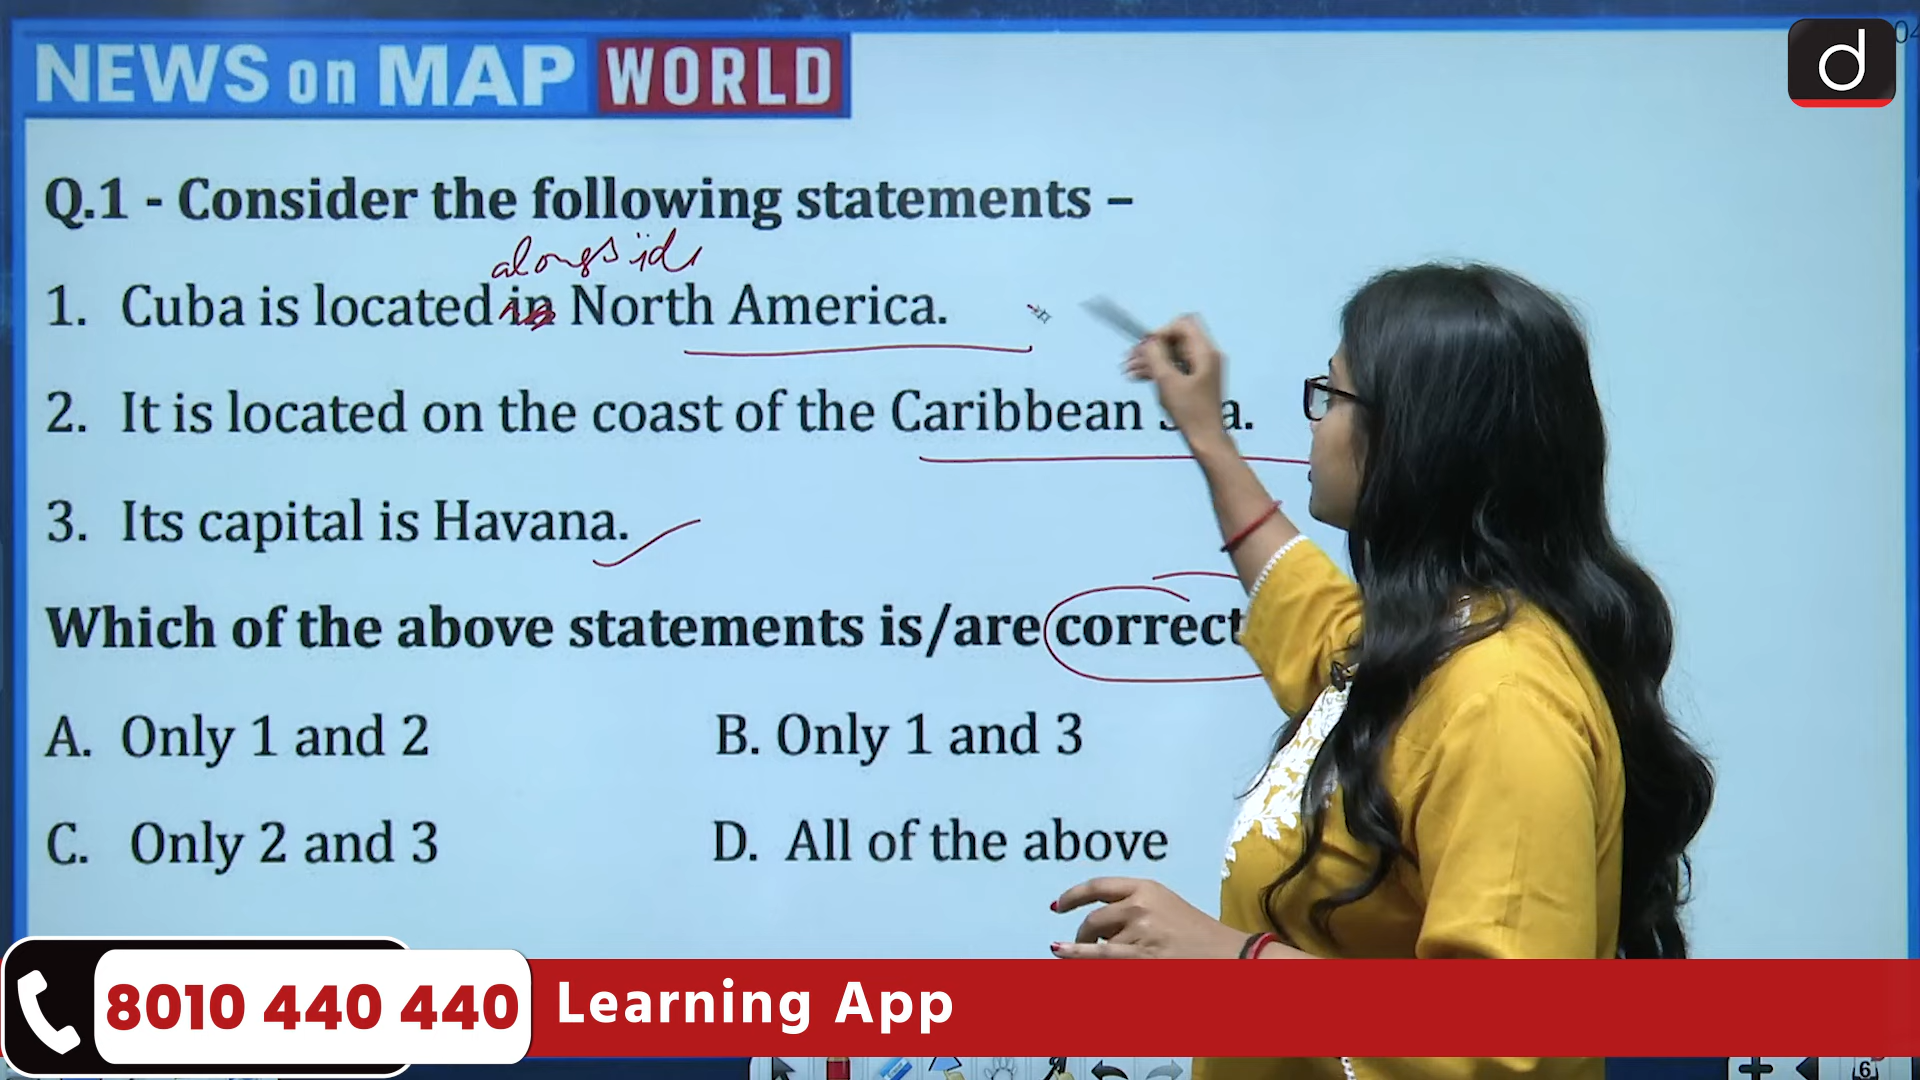 04
NEWS on MAP WORLD
d
Q.1 - Consider the following statements –
alongside
1. Cuba is located in North America.
2. It is located on the coast of the Caribbean a.
3. Its capital is Havana.
Which of the above statements is/are correct
A. Only 1 and 2
B. Only 1 and 3
C. Only 2 and 3
D. All of the above
8010 440 440 Learning App
6